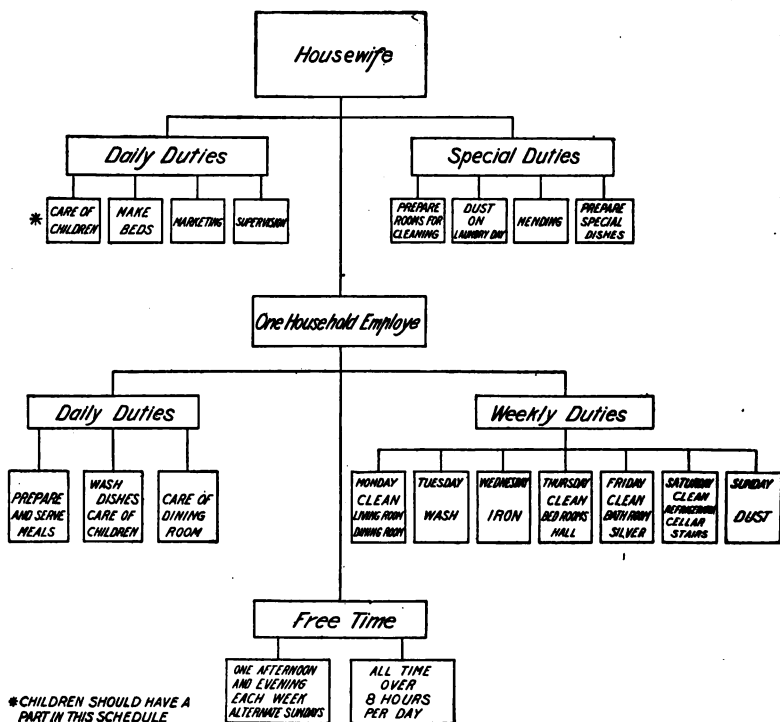 Housewife
Daily Duties
Special Duties
* CARE OF
CHILDREN
MAKE
BEDS
MARKETING
SUPERVISION
PREPARE
ROOMS FOR
CLEANING
DUST
ON
LAUNDRY DAY
MENDING
PREPARE
SPECIAL
DISHES
One Household Employe
Daily Duties
Weekly Duties
PREPARE
AND SERVE
MEALS
WASH
DISHES
CARE OF
CHILDREN
CARE OF
DINING
ROOM
MONDAY
CLEAN
LIVING ROOM
DINING ROOM
TUESDAY
WASH
WEDNESDAY
IRON
THURSDAY
CLEAN
BED ROOMS
HALL
FRIDAY
CLEAN
BATH ROOM
SILVER
SATURDAY
CLEAN
REFRIGERATOR
CELLAR
STAIRS
SUNDAY
DUST
Free Time
ONE AFTERNOON
AND EVENING
EACH WEEK
ALTERNATE SUNDAYS
ALL TIME
OVER
8 HOURS
PER DAY
* CHILDREN SHOULD HAVE A
PART IN THIS SCHEDULE